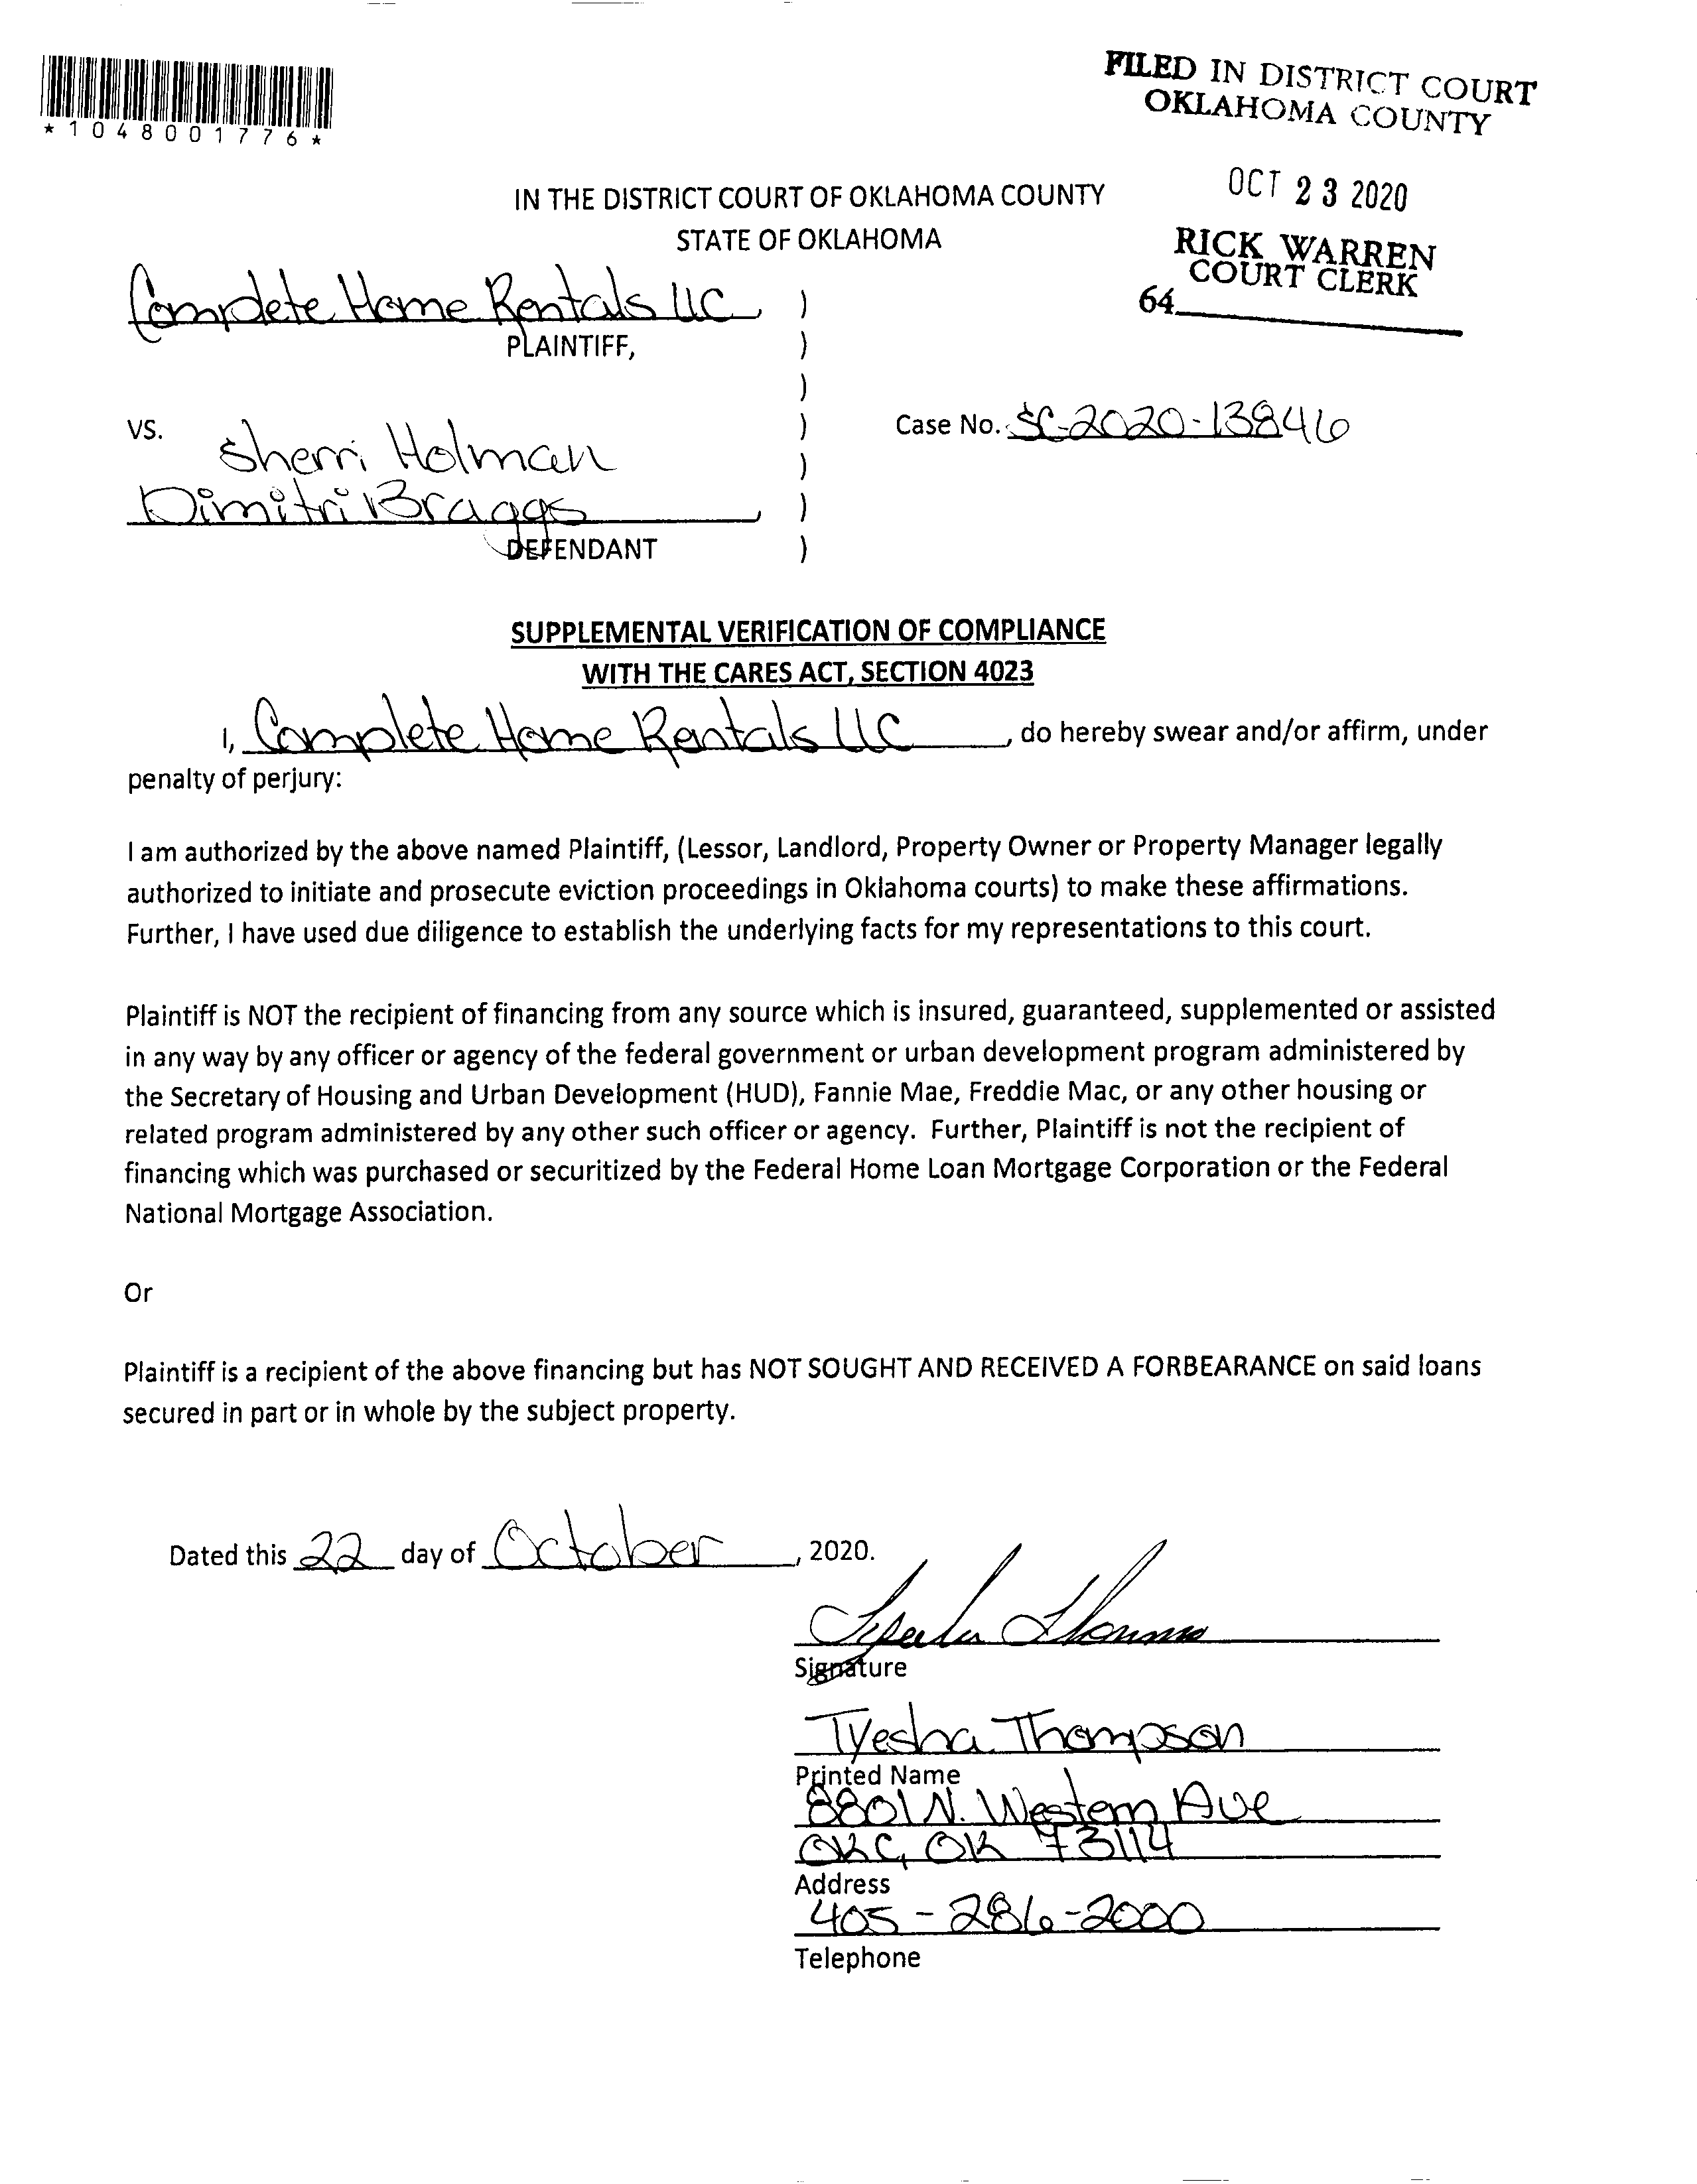 *1048001776*
FILED IN DISTRICT COURT
OKLAHOMA COUNTY
OCT 23 2020
RICK WARREN
COURT CLERK
64
IN THE DISTRICT COURT OF OKLAHOMA COUNTY
STATE OF OKLAHOMA
Complete Home Rentals LLC, )
PLAINTIFF, )
)
VS. Sherri Holman )
Case No. SC-2020-13846
)
Dimitri Braggs, )
DEFENDANT )
SUPPLEMENTAL VERIFICATION OF COMPLIANCE
WITH THE CARES ACT, SECTION 4023
I, Complete Home Rentals LLC, do hereby swear and/or affirm, under
penalty of perjury:
I am authorized by the above named Plaintiff, (Lessor, Landlord, Property Owner or Property Manager legally
authorized to initiate and prosecute eviction proceedings in Oklahoma courts) to make these affirmations.
Further, I have used due diligence to establish the underlying facts for my representations to this court.
Plaintiff is NOT the recipient of financing from any source which is insured, guaranteed, supplemented or assisted
in any way by any officer or agency of the federal government or urban development program administered by
the Secretary of Housing and Urban Development (HUD), Fannie Mae, Freddie Mac, or any other housing or
related program administered by any other such officer or agency. Further, Plaintiff is not the recipient of
financing which was purchased or securitized by the Federal Home Loan Mortgage Corporation or the Federal
National Mortgage Association.
Or
Plaintiff is a recipient of the above financing but has NOT SOUGHT AND RECEIVED A FORBEARANCE on said loans
secured in part or in whole by the subject property.
Dated this 22 day of October, 2020.
Signature
Tyesha Thompson
Printed Name
8801 N. Western Ave
OKC, OK 73114
Address
405-286-2000
Telephone